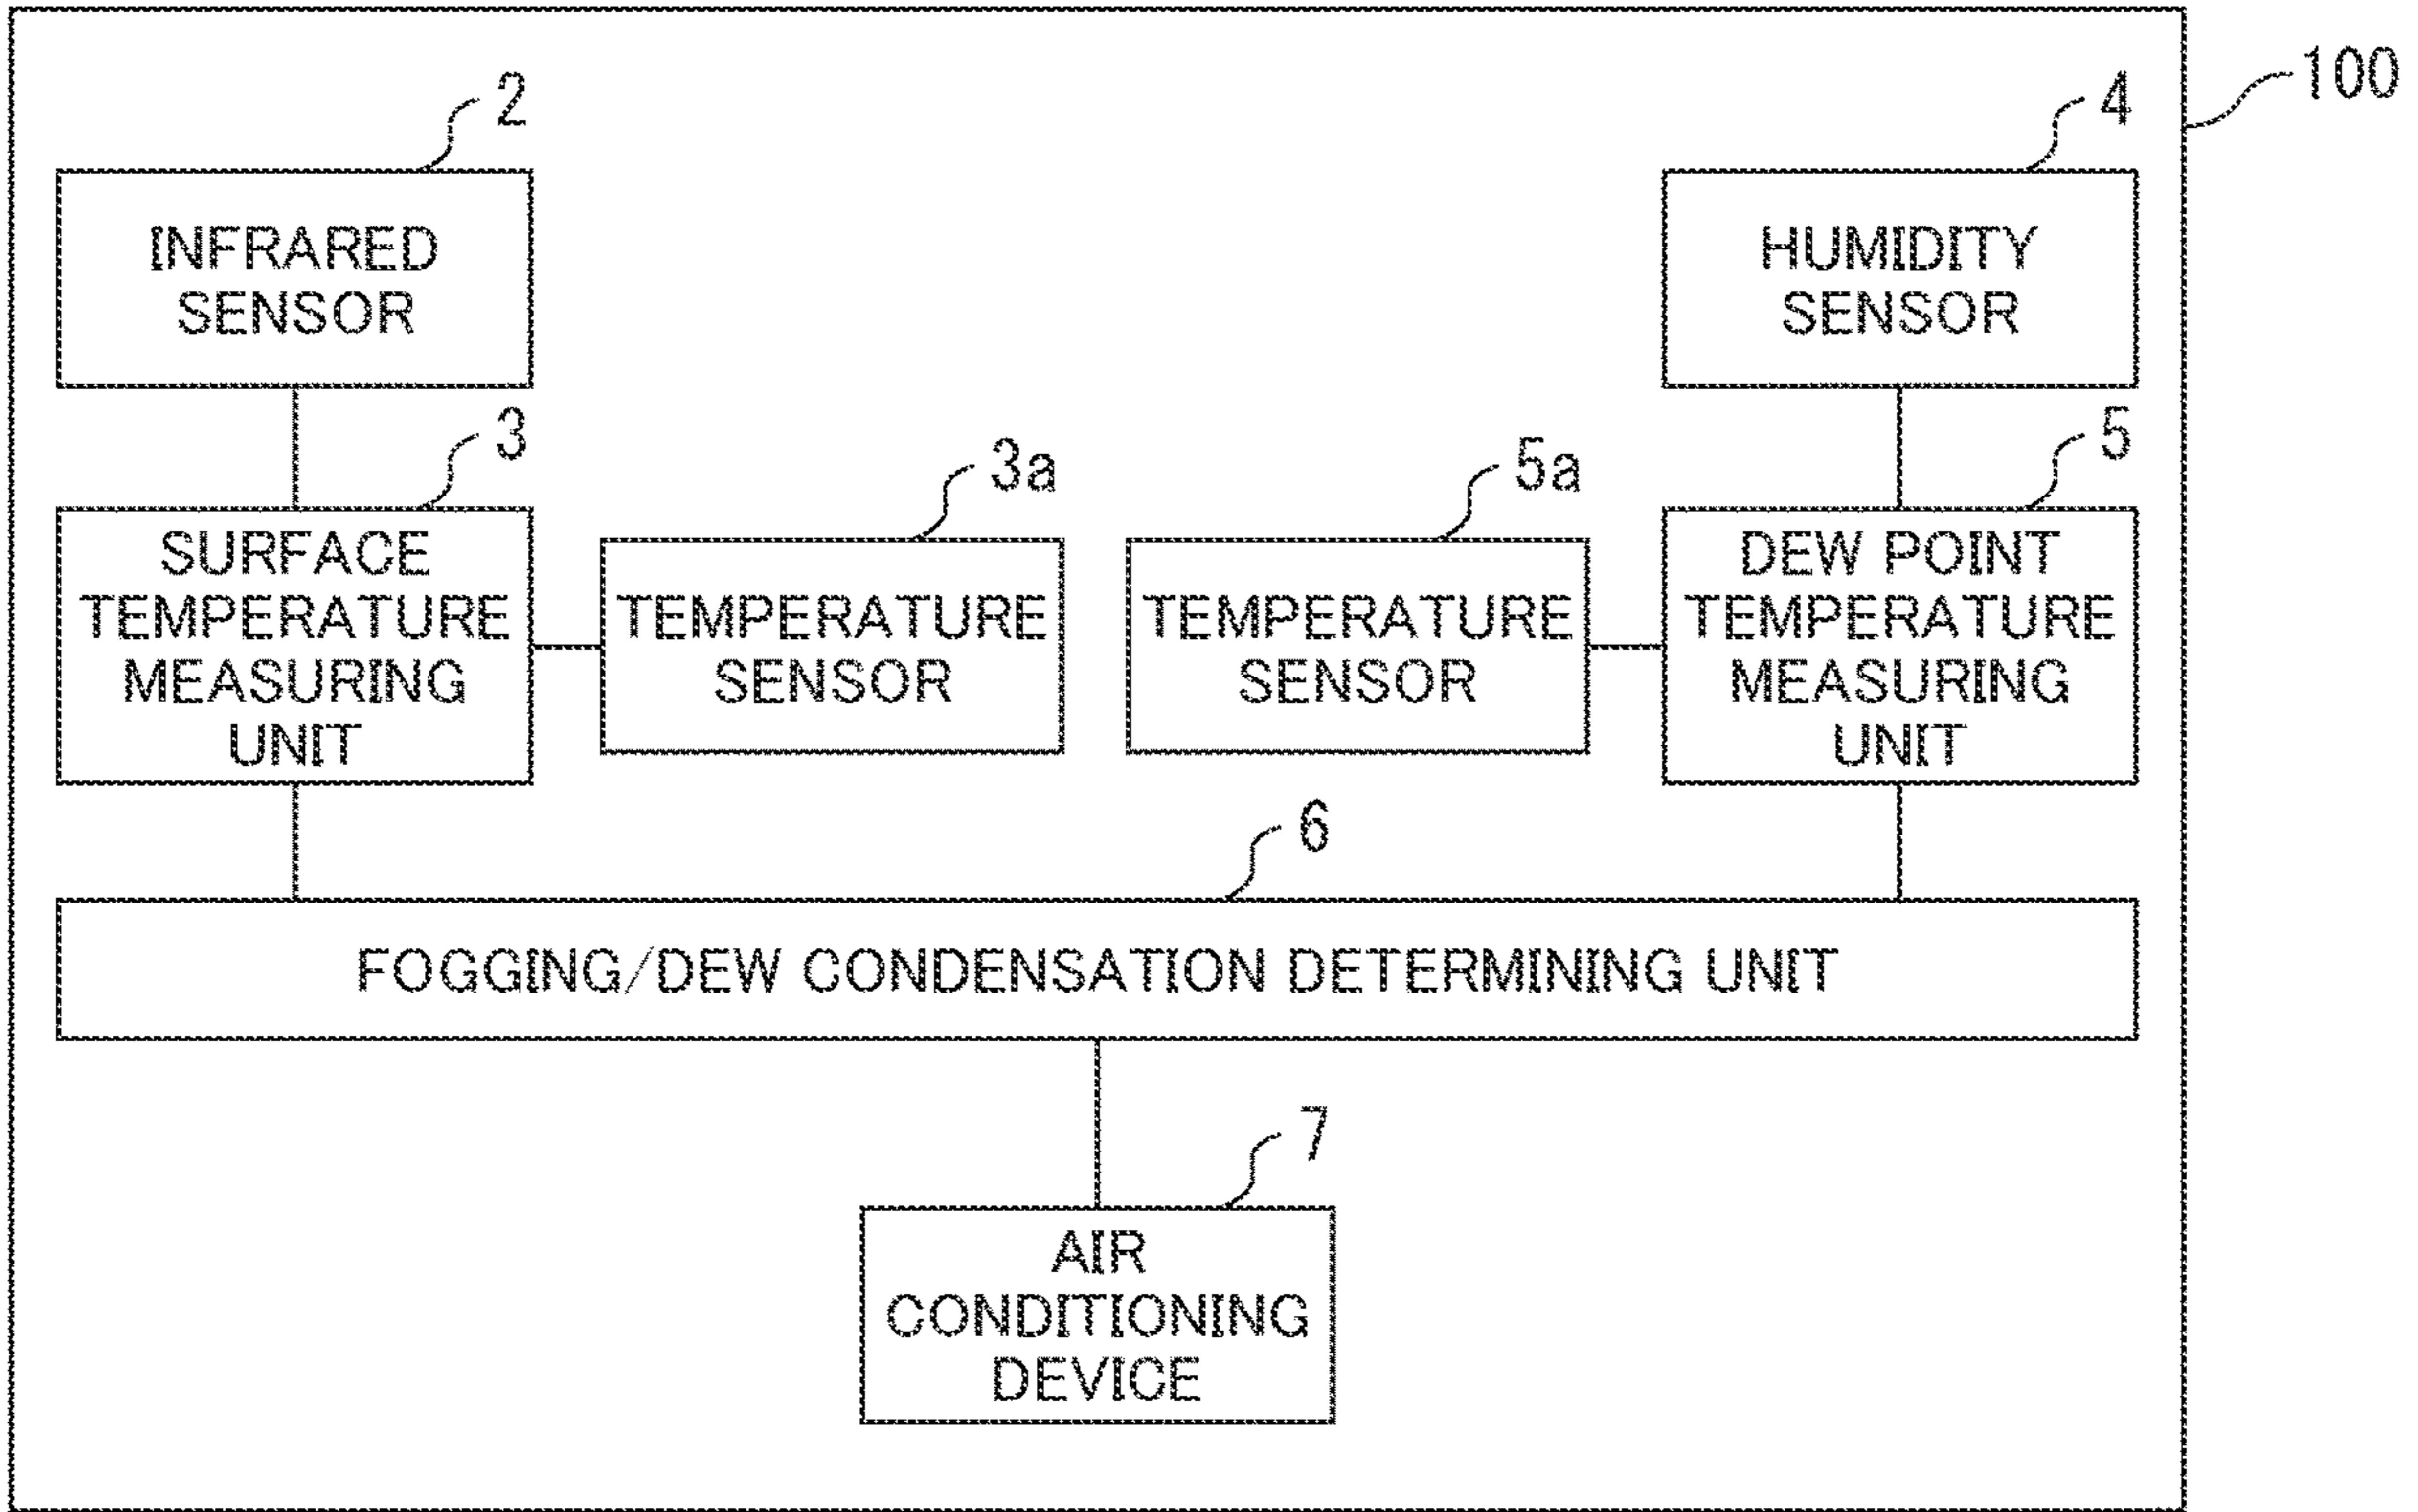 100
2
INFRARED
SENSOR
4
HUMIDITY
SENSOR
3
SURFACE
TEMPERATURE
MEASURING
UNIT
3a
TEMPERATURE
SENSOR
5a
TEMPERATURE
SENSOR
5
DEW POINT
TEMPERATURE
MEASURING
UNIT
6
FOGGING/DEW CONDENSATION DETERMINING UNIT
7
AIR
CONDITIONING
DEVICE